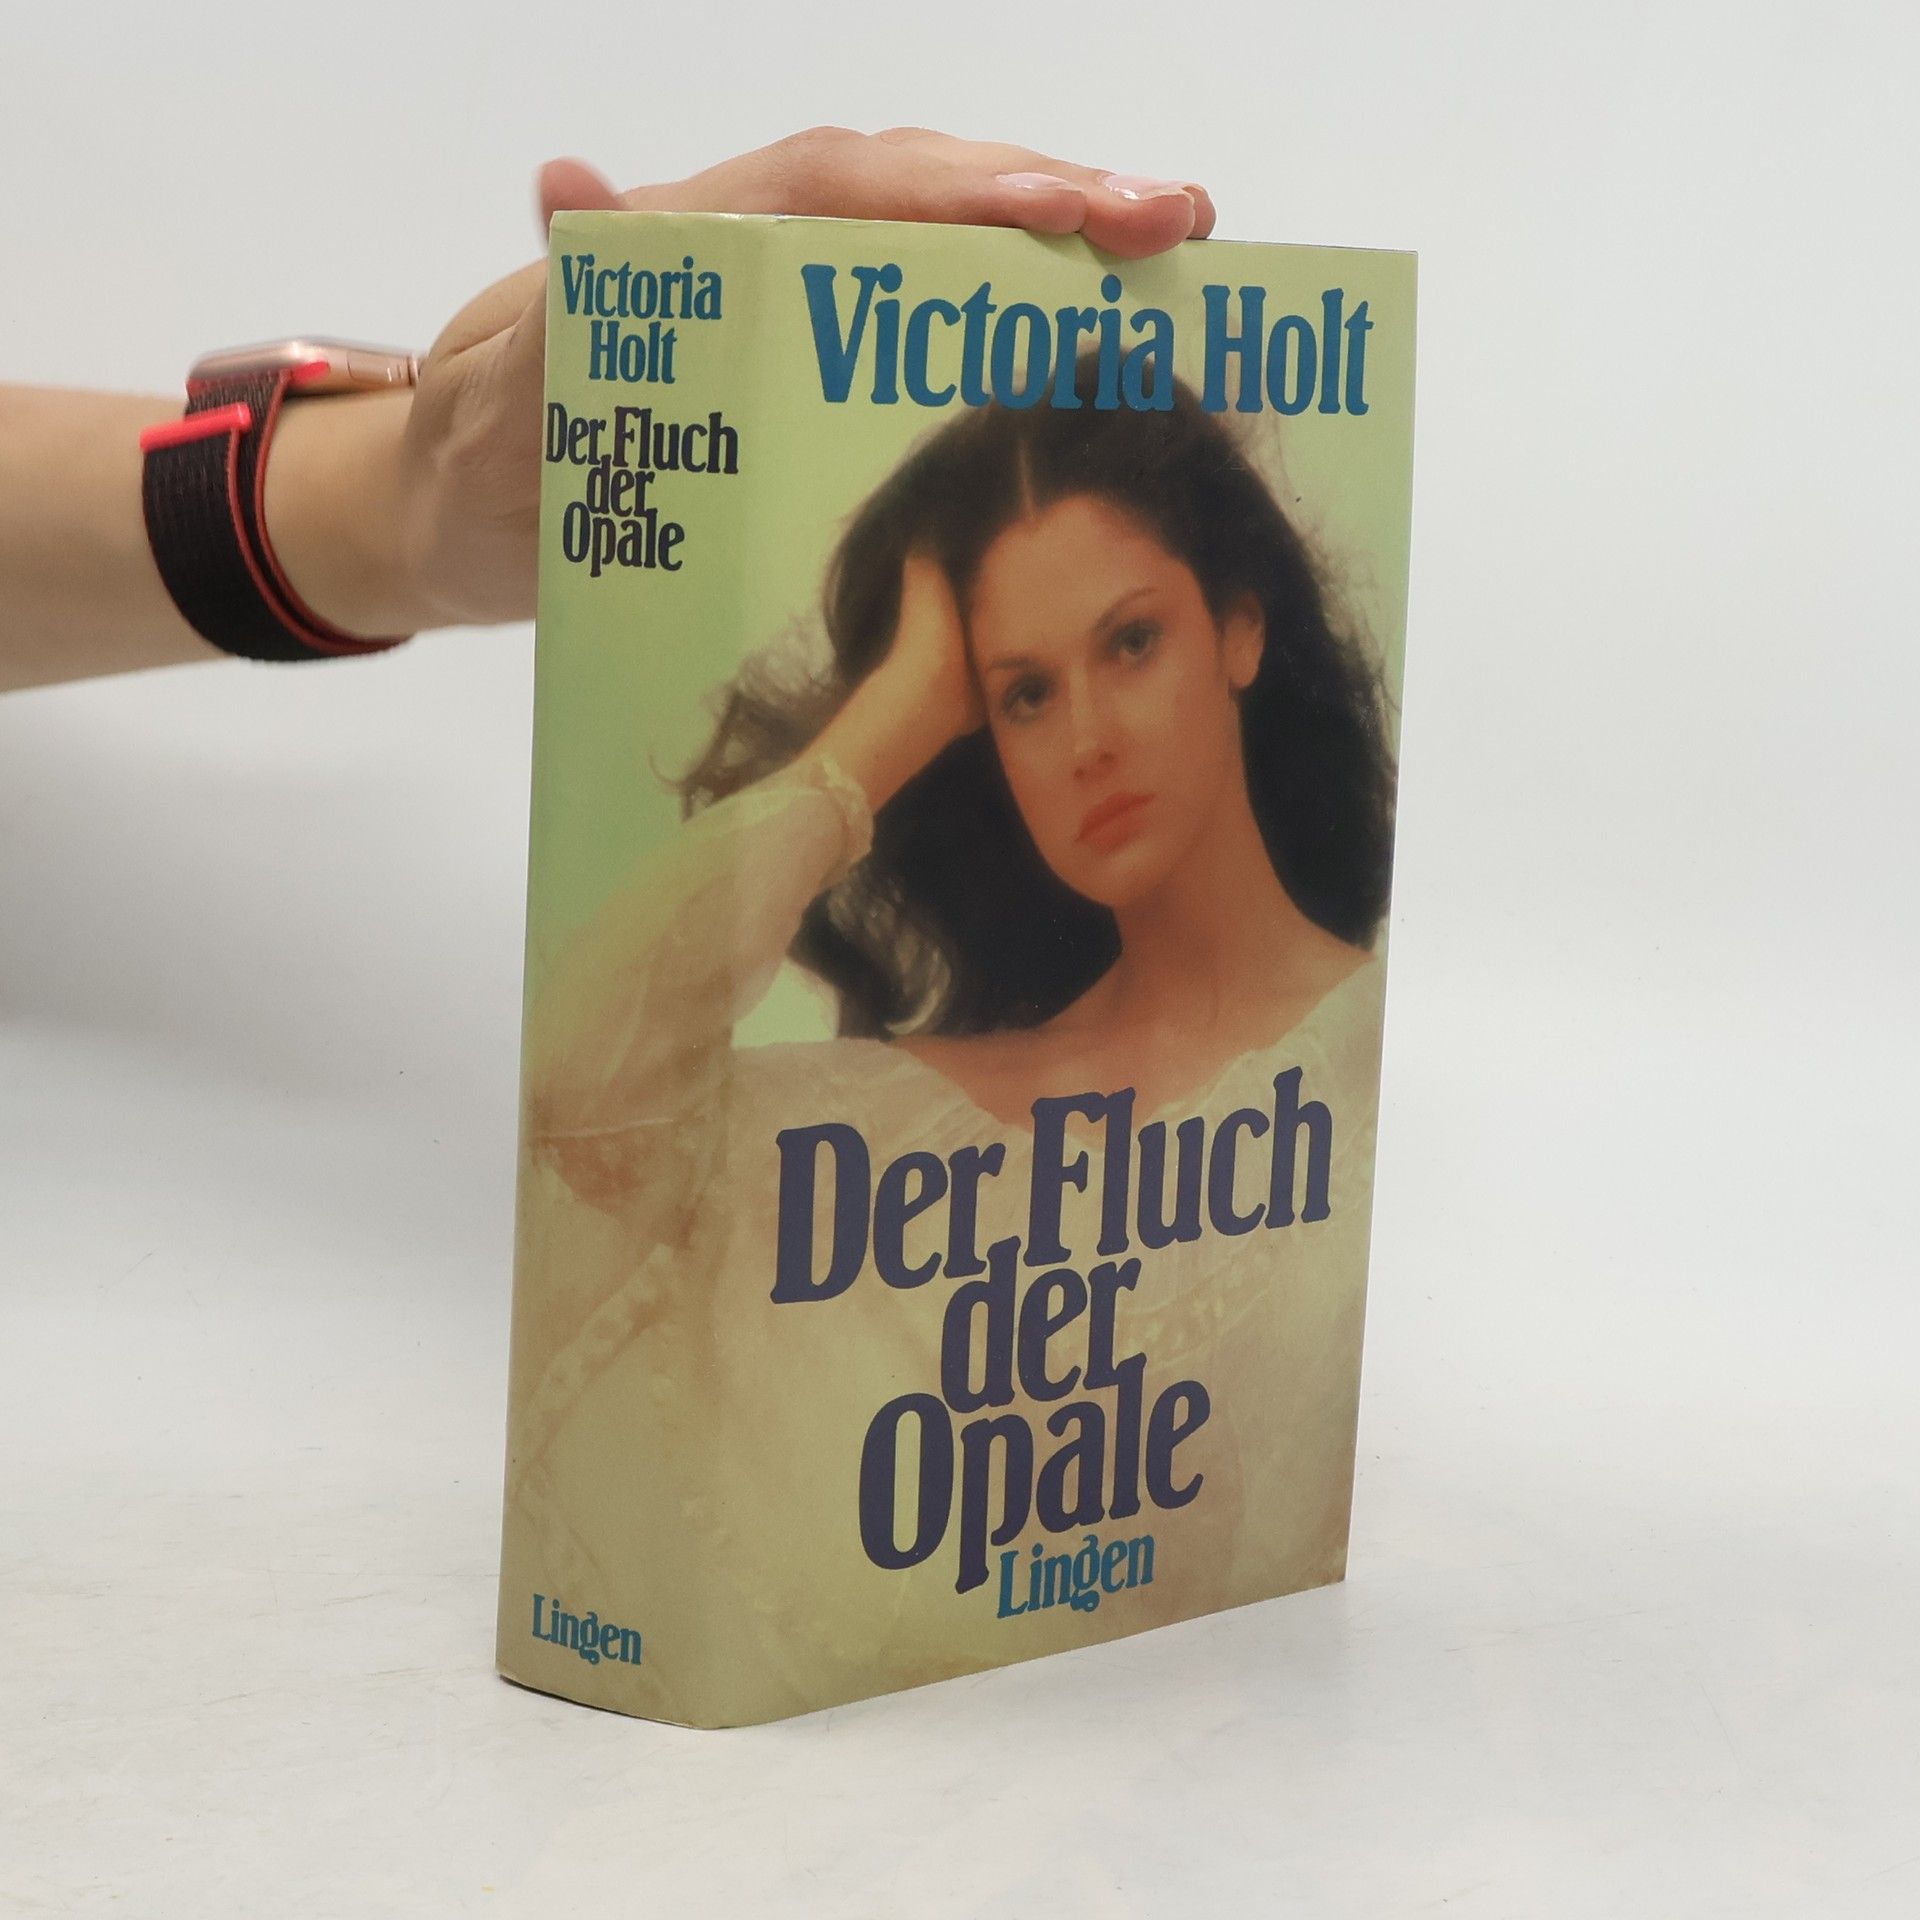 Victoria
Holt
Der Fluch
der
Opale
Lingen
Victoria Holt
Der Fluch
der
Opale
Lingen